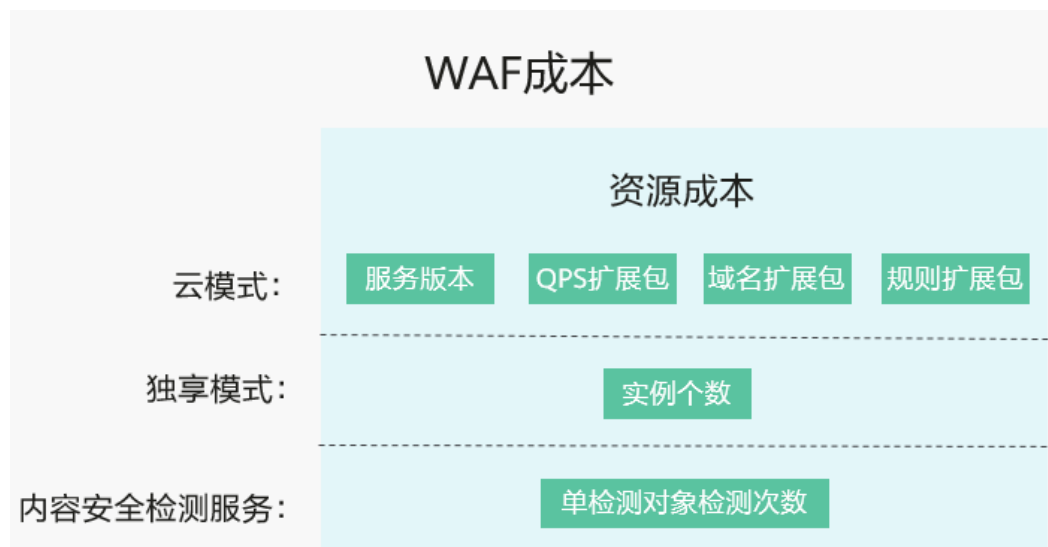 WAF成本
资源成本
云模式： 服务版本 QPS扩展包 域名扩展包 规则扩展包
独享模式： 实例个数
内容安全检测服务： 单检测对象检测次数